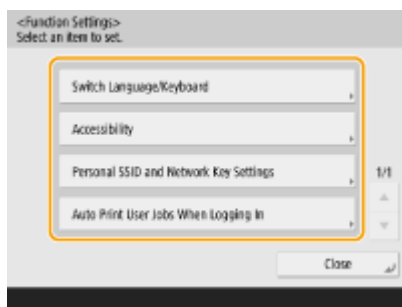 <Function Settings>
Select an item to set.
Switch Language/Keyboard
Accessibility
Personal SSID and Network Key Settings
1/1
Auto Print User Jobs When Logging In
Close